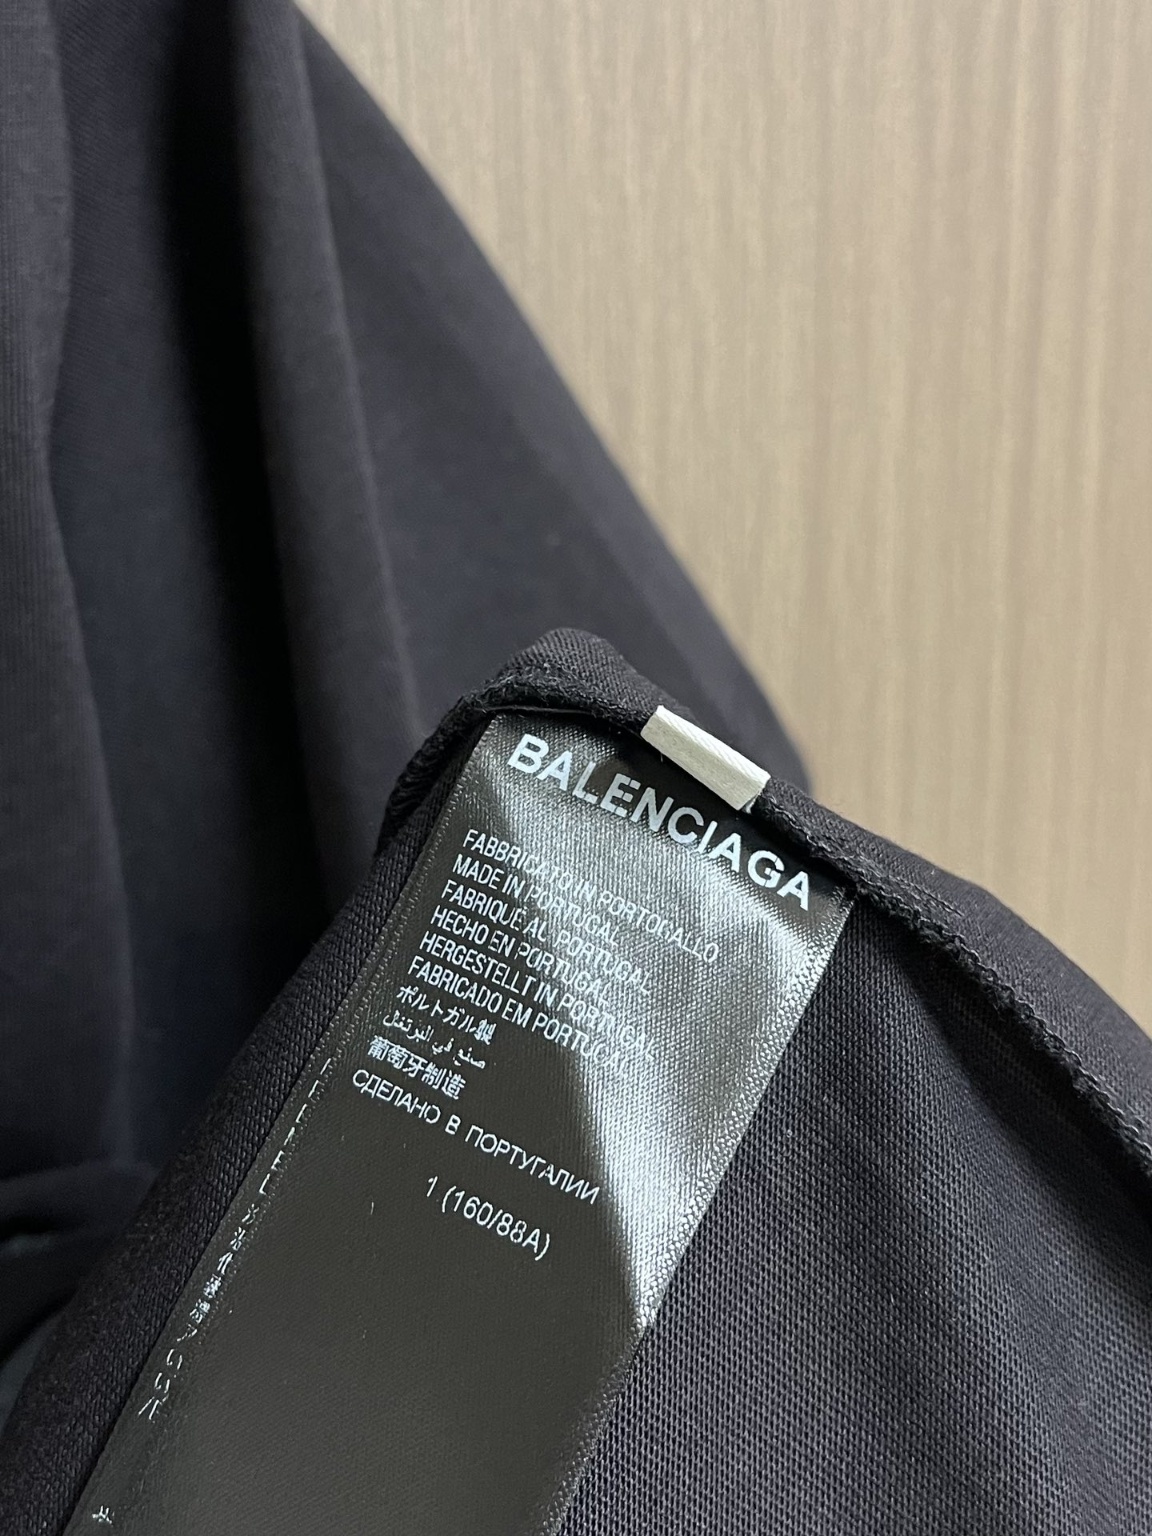 BALENCIAGA
FABBRICATO IN PORTOGALLO
MADE IN PORTUGAL
FABRIQUÉ AU PORTUGAL
HECHO EN PORTUGAL
HERGESTELLT IN PORTUGAL
FABRICADO EM PORTUGAL
ポルトガル製
صنع في البرتغال
葡萄牙制造
СДЕЛАНО В ПОРТУГАЛИИ
1 (160/88A)